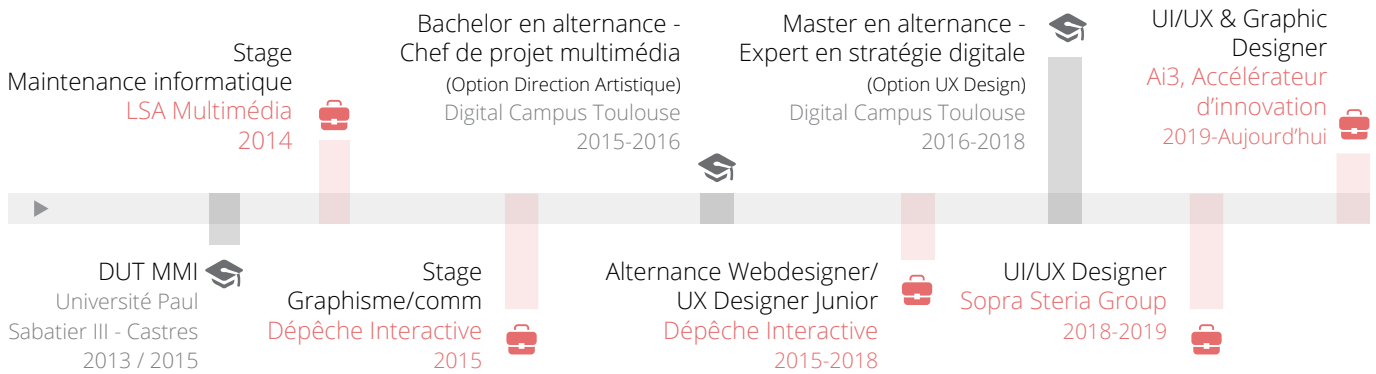 Stage
Maintenance informatique
LSA Multimédia
2014
Bachelor en alternance -
Chef de projet multimédia
(Option Direction Artistique)
Digital Campus Toulouse
2015-2016
Master en alternance -
Expert en stratégie digitale
(Option UX Design)
Digital Campus Toulouse
2016-2018
UI/UX & Graphic
Designer
Ai3, Accélérateur
d’innovation
2019-Aujourd’hui
DUT MMI
Université Paul
Sabatier III - Castres
2013 / 2015
Stage
Graphisme/comm
Dépêche Interactive
2015
Alternance Webdesigner/
UX Designer Junior
Dépêche Interactive
2015-2018
UI/UX Designer
Sopra Steria Group
2018-2019